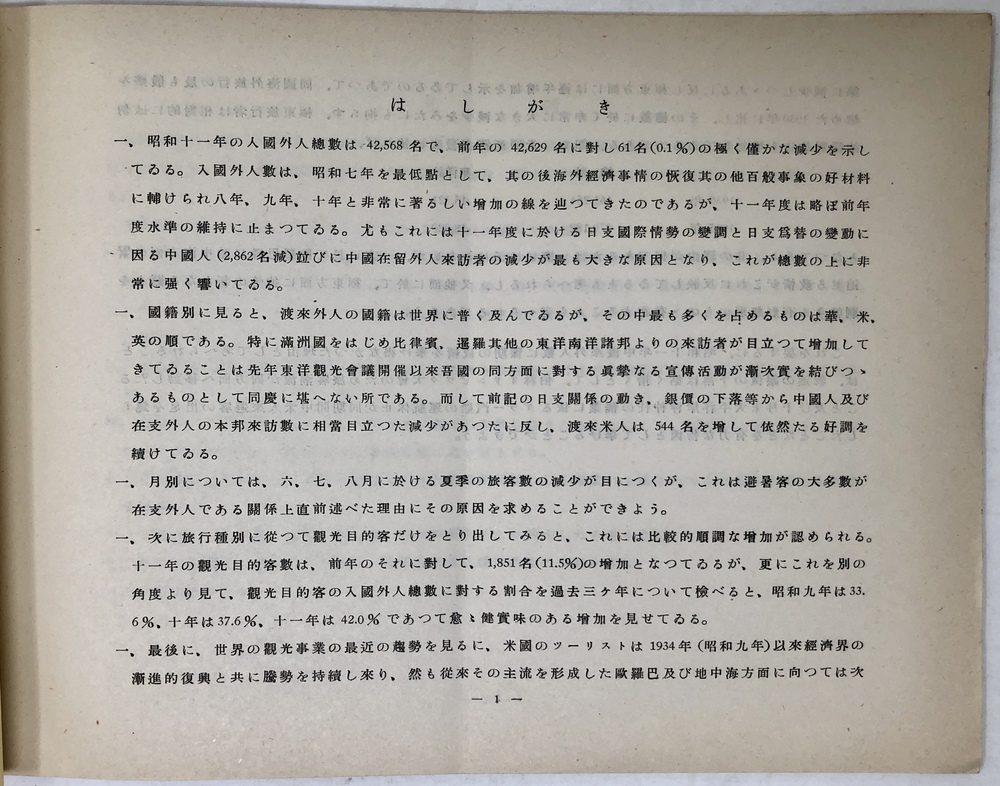 はしがき
一、昭和十一年の入國外人總數は 42,568 名で、前年の 42,629 名に對し61名(0.1%)の極く僅かな減少を示し
てゐる。入國外人數は、昭和七年を最低點として、其の後海外經濟事情の恢復其の他百般事象の好材料
に輔けられ八年、九年、十年と非常に著るしい增加の線を辿つてきたのであるが、十一年度は略ぼ前年
度水準の維持に止まつてゐる。尤もこれには十一年度に於ける日支國際情勢の變調と日支爲替の變動に
因る中國人 (2,862名減)竝びに中國在留外人來訪者の減少が最も大きな原因となり、これが總數の上に非
常に强く響いてゐる。
一、國籍別に見ると、渡來外人の國籍は世界に普く及んでゐるが、その中最も多くを占めるものは華、米、
英の順である。特に滿洲國をはじめ比律賓、暹羅其他の東洋南洋諸邦よりの來訪者が目立つて增加して
きてゐることは先年東洋觀光會議開催以來吾國の同方面に對する眞摯なる宣傳活動が漸次實を結びつゝ
あるものとして同慶に堪へない所である。而して前記の日支關係の動き、銀價の下落等から中國人及び
在支外人の本邦來訪數に相當目立つた減少があつたに反し、渡來米人は 544 名を增して依然たる好調を
續けてゐる。
一、月別については、六、七、八月に於ける夏季の旅客數の減少が目につくが、これは避暑客の大多數が
在支外人である關係上直前述べた理由にその原因を求めることができよう。
一、次に旅行種別に從つて觀光目的客だけをとり出してみると、これには比較的順調な增加が認められる。
十一年の觀光目的客數は、前年のそれに對して、1,851名(11.5%)の增加となつてゐるが、更にこれを別の
角度より見て、觀光目的客の入國外人總數に對する割合を過去三ケ年について檢べると、昭和九年は33.
6%、十年は37.6%、十一年は 42.0% であつて愈〻健實味のある增加を見せてゐる。
一、最後に、世界の觀光事業の最近の趨勢を見るに、米國のツーリストは 1934年 (昭和九年)以來經濟界の
漸進的復興と共に騰勢を持續し來り、然も從來その主流を形成した歐羅巴及び地中海方面に向つては次
— 1 —